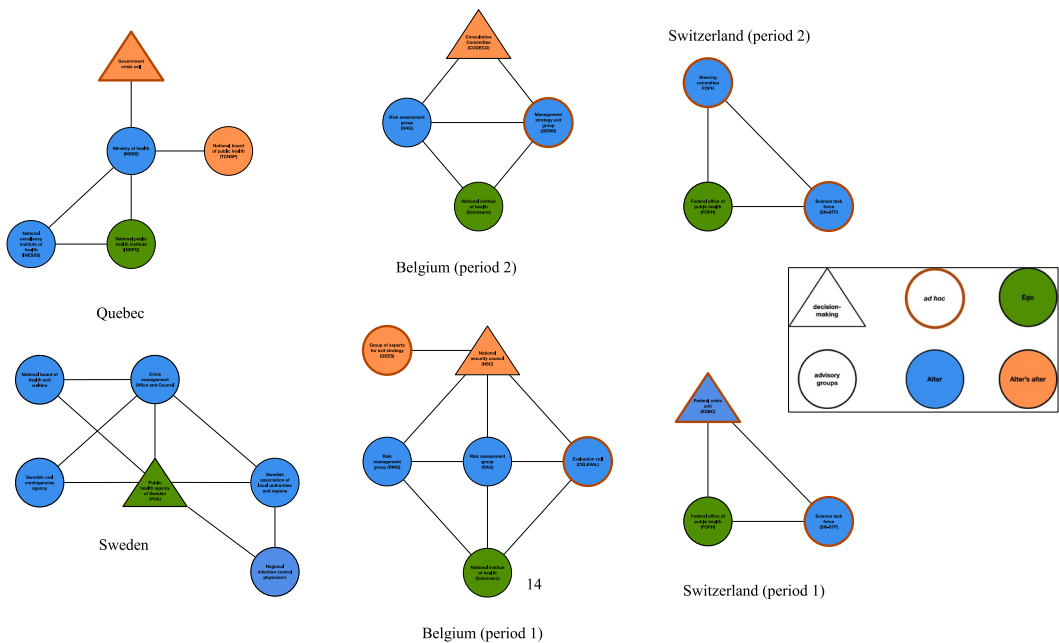 Government
crisis cell
Ministry of health
(MSSS)
National board
of public health
(TCNSP)
National excellency
institute of
health
(INESSS)
National public
health institute
(INSPQ)
Quebec
Consultative
Committee
(CODECO)
Risk assessment
group
(RAG)
Management
strategy exit
group
(GEMS)
National institue
of health
(Sciensano)
Belgium (period 2)
Switzerland (period 2)
Steering
committee
FOPH
Federal office of
public health
(FOPH)
Science task
force
(SN-STF)
decision-
making
ad hoc
Ego
advisory
groups
Alter
Alter's alter
National board of
health and
welfare
Crisis
management
Office and Council
Swedish civil
contingencies
agency
Public
health agency
of Sweden
(PHA)
Swedish
association of
local authorities
and regions
Regional
infection control
physician's
Sweden
Group of experts
for exit strategy
(GEES)
National
security council
(NSC)
Risk
management
group (RMG)
Risk assessment
group
(RAG)
Evaluation cell
(CELEVAL)
National institue
of health
(Sciensano)
14
Belgium (period 1)
Federal crisis
unit
(KSBC)
Federal office of
public health
(FOPH)
Science task
force
(SN-STF)
Switzerland (period 1)